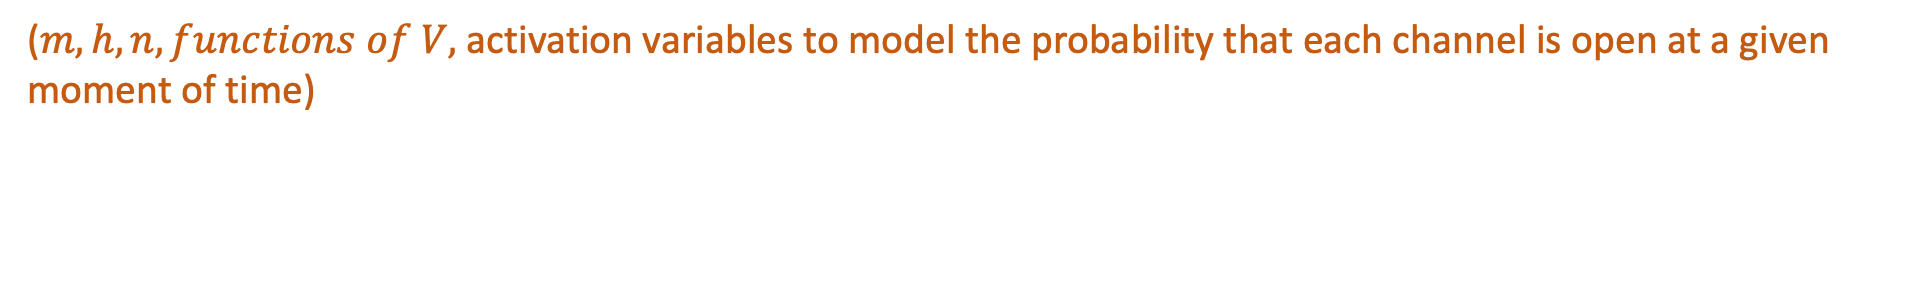 (m, h, n, functions of V, activation variables to model the probability that each channel is open at a given
moment of time)